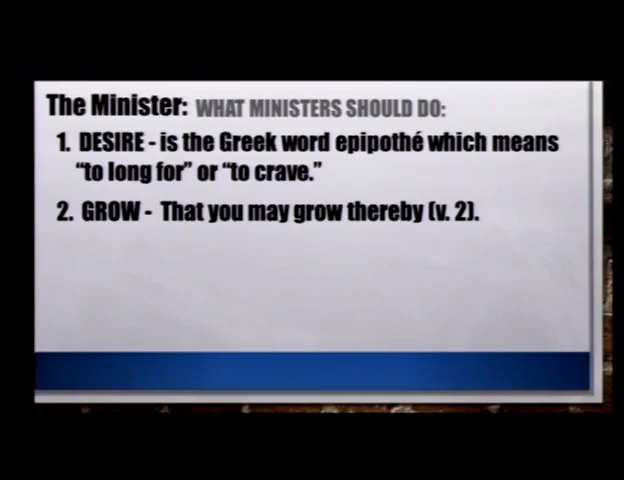 The Minister: WHAT MINISTERS SHOULD DO:
1. DESIRE - is the Greek word epipothé which means
“to long for” or “to crave.”
2. GROW - That you may grow thereby (v. 2).